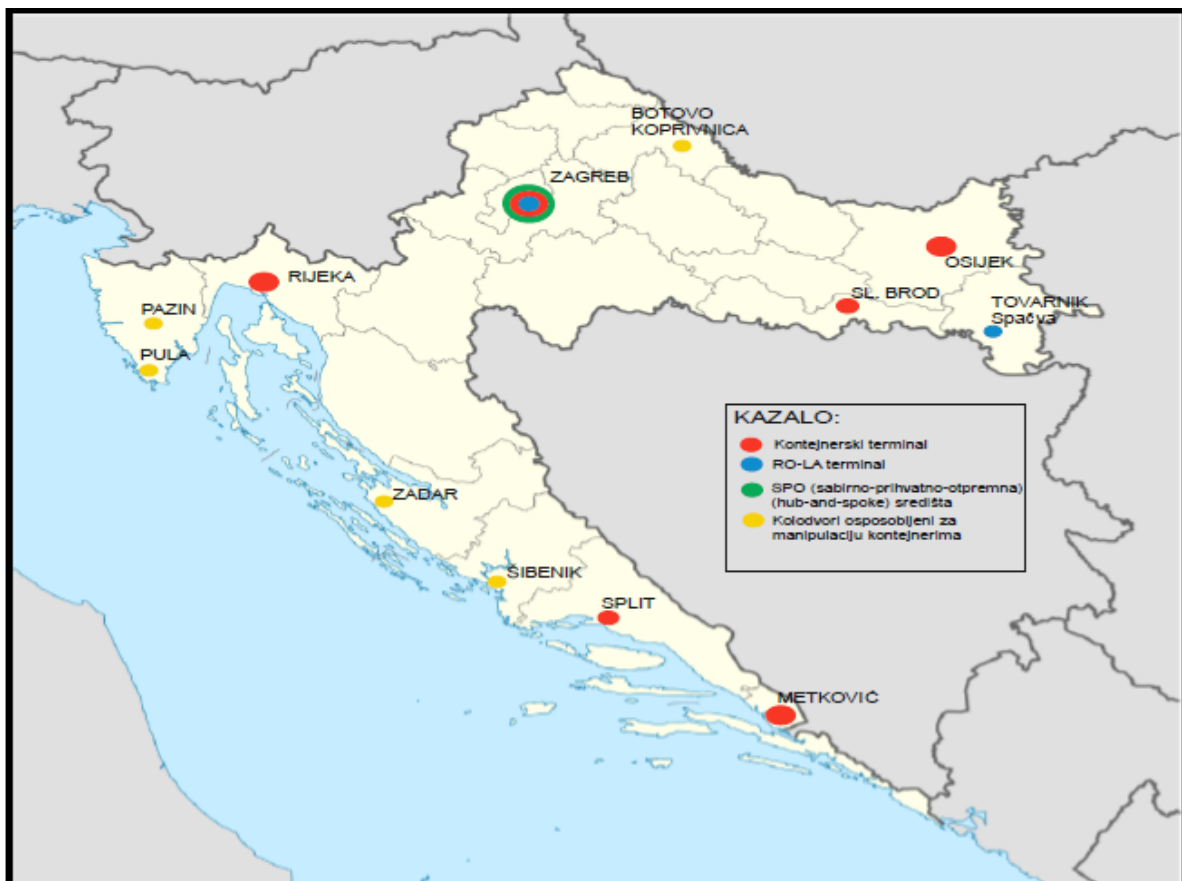 BOTOVO
KOPRIVNICA
ZAGREB
OSIJEK
RIJEKA
SL. BROD
TOVARNIK
Spačva
PAZIN
PULA
KAZALO:
Kontejnerski terminal
RO-LA terminal
SPO (sabirno-prihvatno-otpremna)
(hub-and-spoke) središta
Kolodvori osposobljeni za
manipulaciju kontejnerima
ZADAR
ŠIBENIK
SPLIT
METKOVIĆ